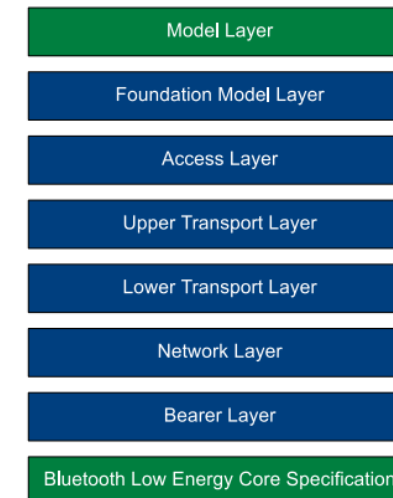 Model Layer
Foundation Model Layer
Access Layer
Upper Transport Layer
Lower Transport Layer
Network Layer
Bearer Layer
Bluetooth Low Energy Core Specification